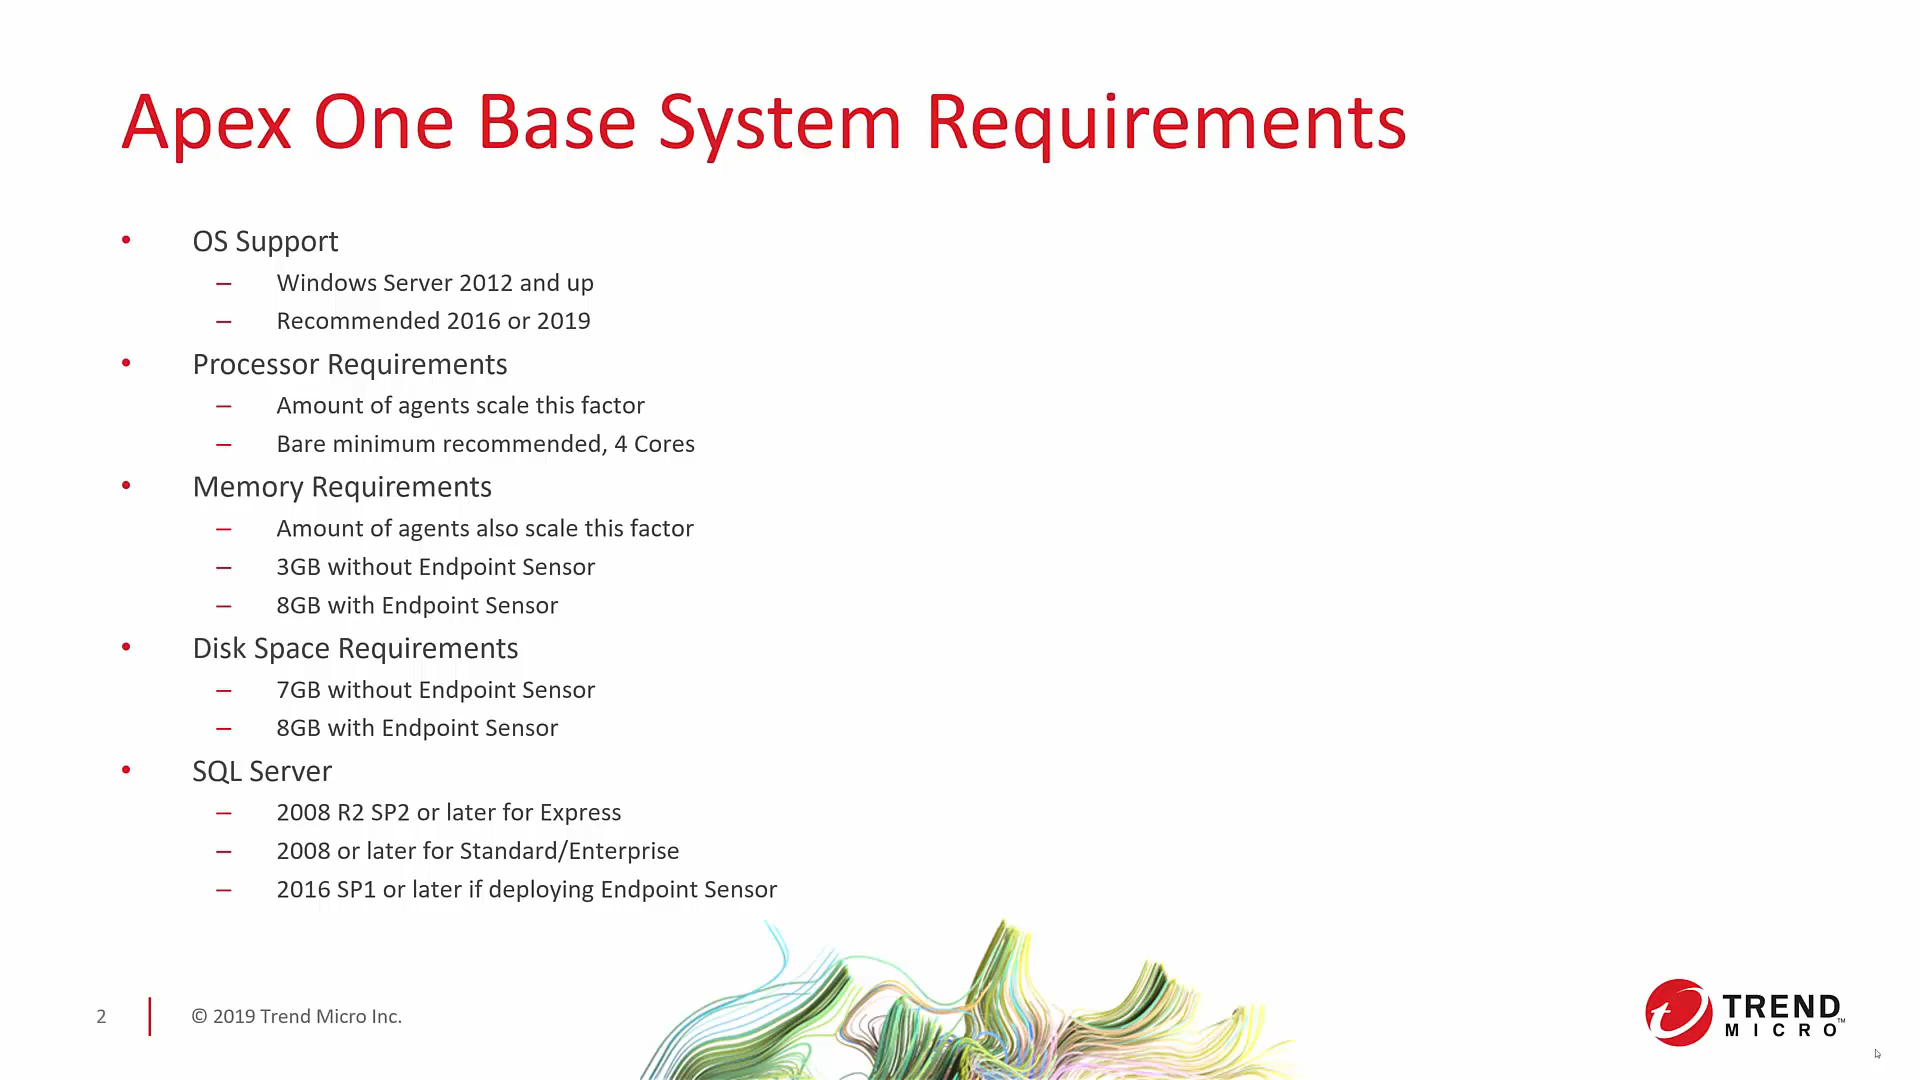 Apex One Base System Requirements
• OS Support
– Windows Server 2012 and up
– Recommended 2016 or 2019
• Processor Requirements
– Amount of agents scale this factor
– Bare minimum recommended, 4 Cores
• Memory Requirements
– Amount of agents also scale this factor
– 3GB without Endpoint Sensor
– 8GB with Endpoint Sensor
• Disk Space Requirements
– 7GB without Endpoint Sensor
– 8GB with Endpoint Sensor
• SQL Server
– 2008 R2 SP2 or later for Express
– 2008 or later for Standard/Enterprise
– 2016 SP1 or later if deploying Endpoint Sensor
2 © 2019 Trend Micro Inc.
TREND
MICRO™